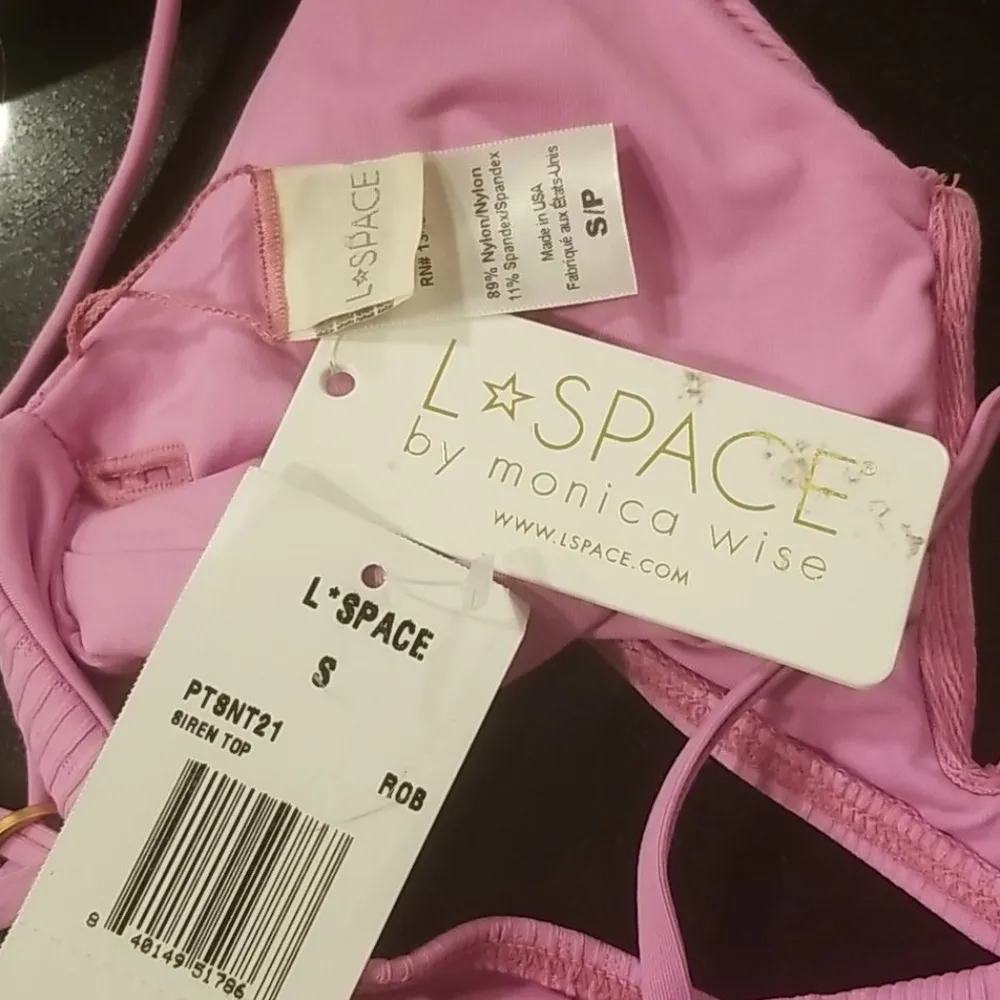 L☆SPACE
RN# 13
89% Nylon/Nylon
11% Spandex/Spandex
Made in USA
Fabriqué aux États-Unis
S/P
L☆SPACE®
by monica wise
WWW.LSPACE.COM
L*SPACE
S
PT8NT21
SIREN TOP
ROB
8 40149 51786